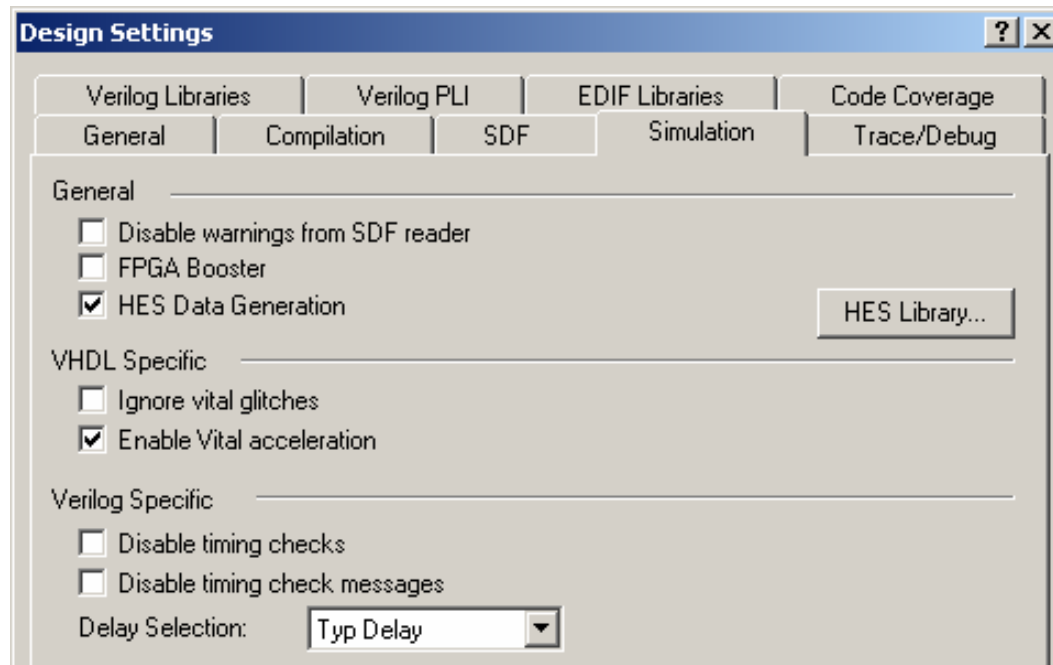 Design Settings
Verilog Libraries Verilog PLI EDIF Libraries Code Coverage
General Compilation SDF Simulation Trace/Debug
General
Disable warnings from SDF reader
FPGA Booster
HES Data Generation
HES Library...
VHDL Specific
Ignore vital glitches
Enable Vital acceleration
Verilog Specific
Disable timing checks
Disable timing check messages
Delay Selection: Typ Delay